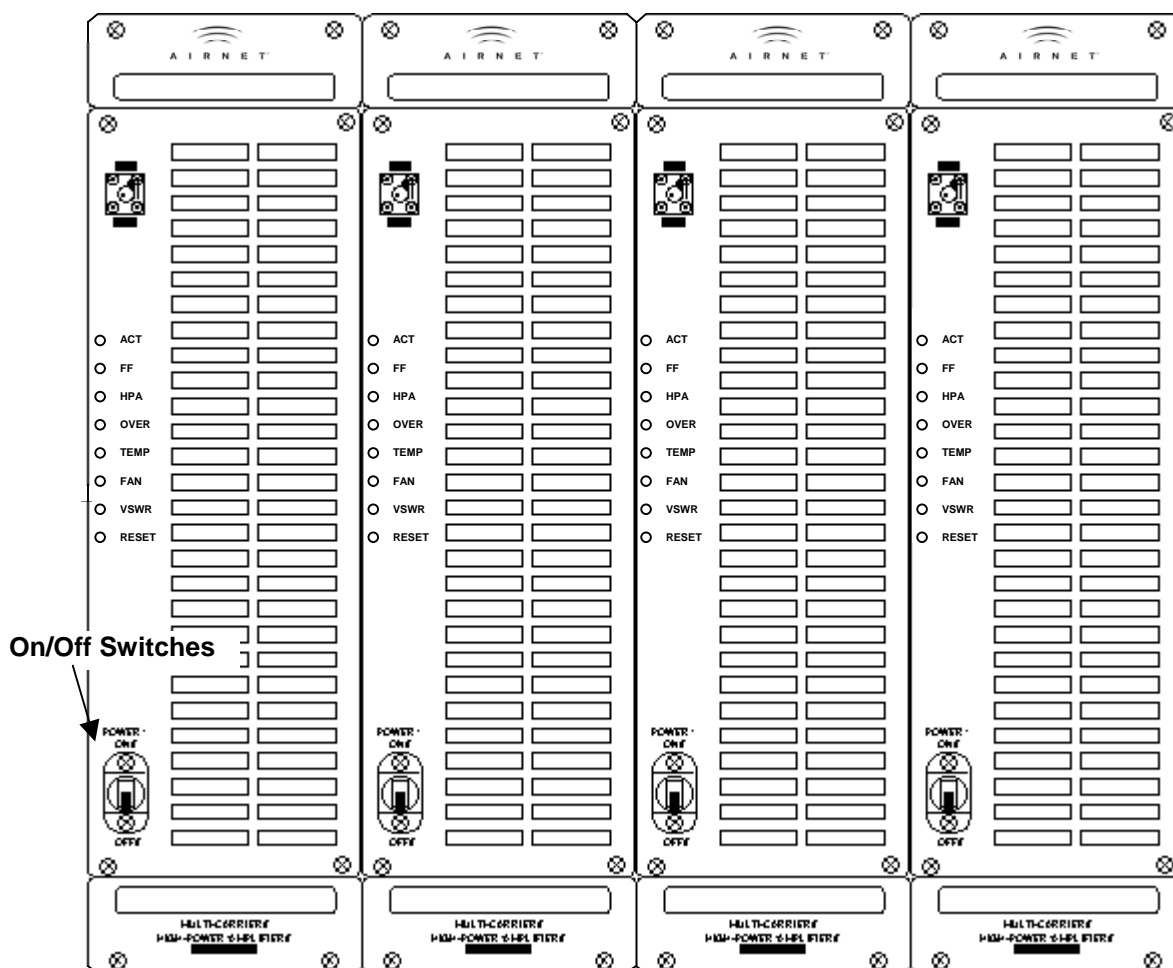 AIRNET
ACT
FF
HPA
OVER
TEMP
FAN
VSWR
RESET
On/Off Switches
POWER
AIRNET
ACT
FF
HPA
OVER
TEMP
FAN
VSWR
RESET
POWER
AIRNET
ACT
FF
HPA
OVER
TEMP
FAN
VSWR
RESET
POWER
AIRNET
ACT
FF
HPA
OVER
TEMP
FAN
VSWR
RESET
POWER